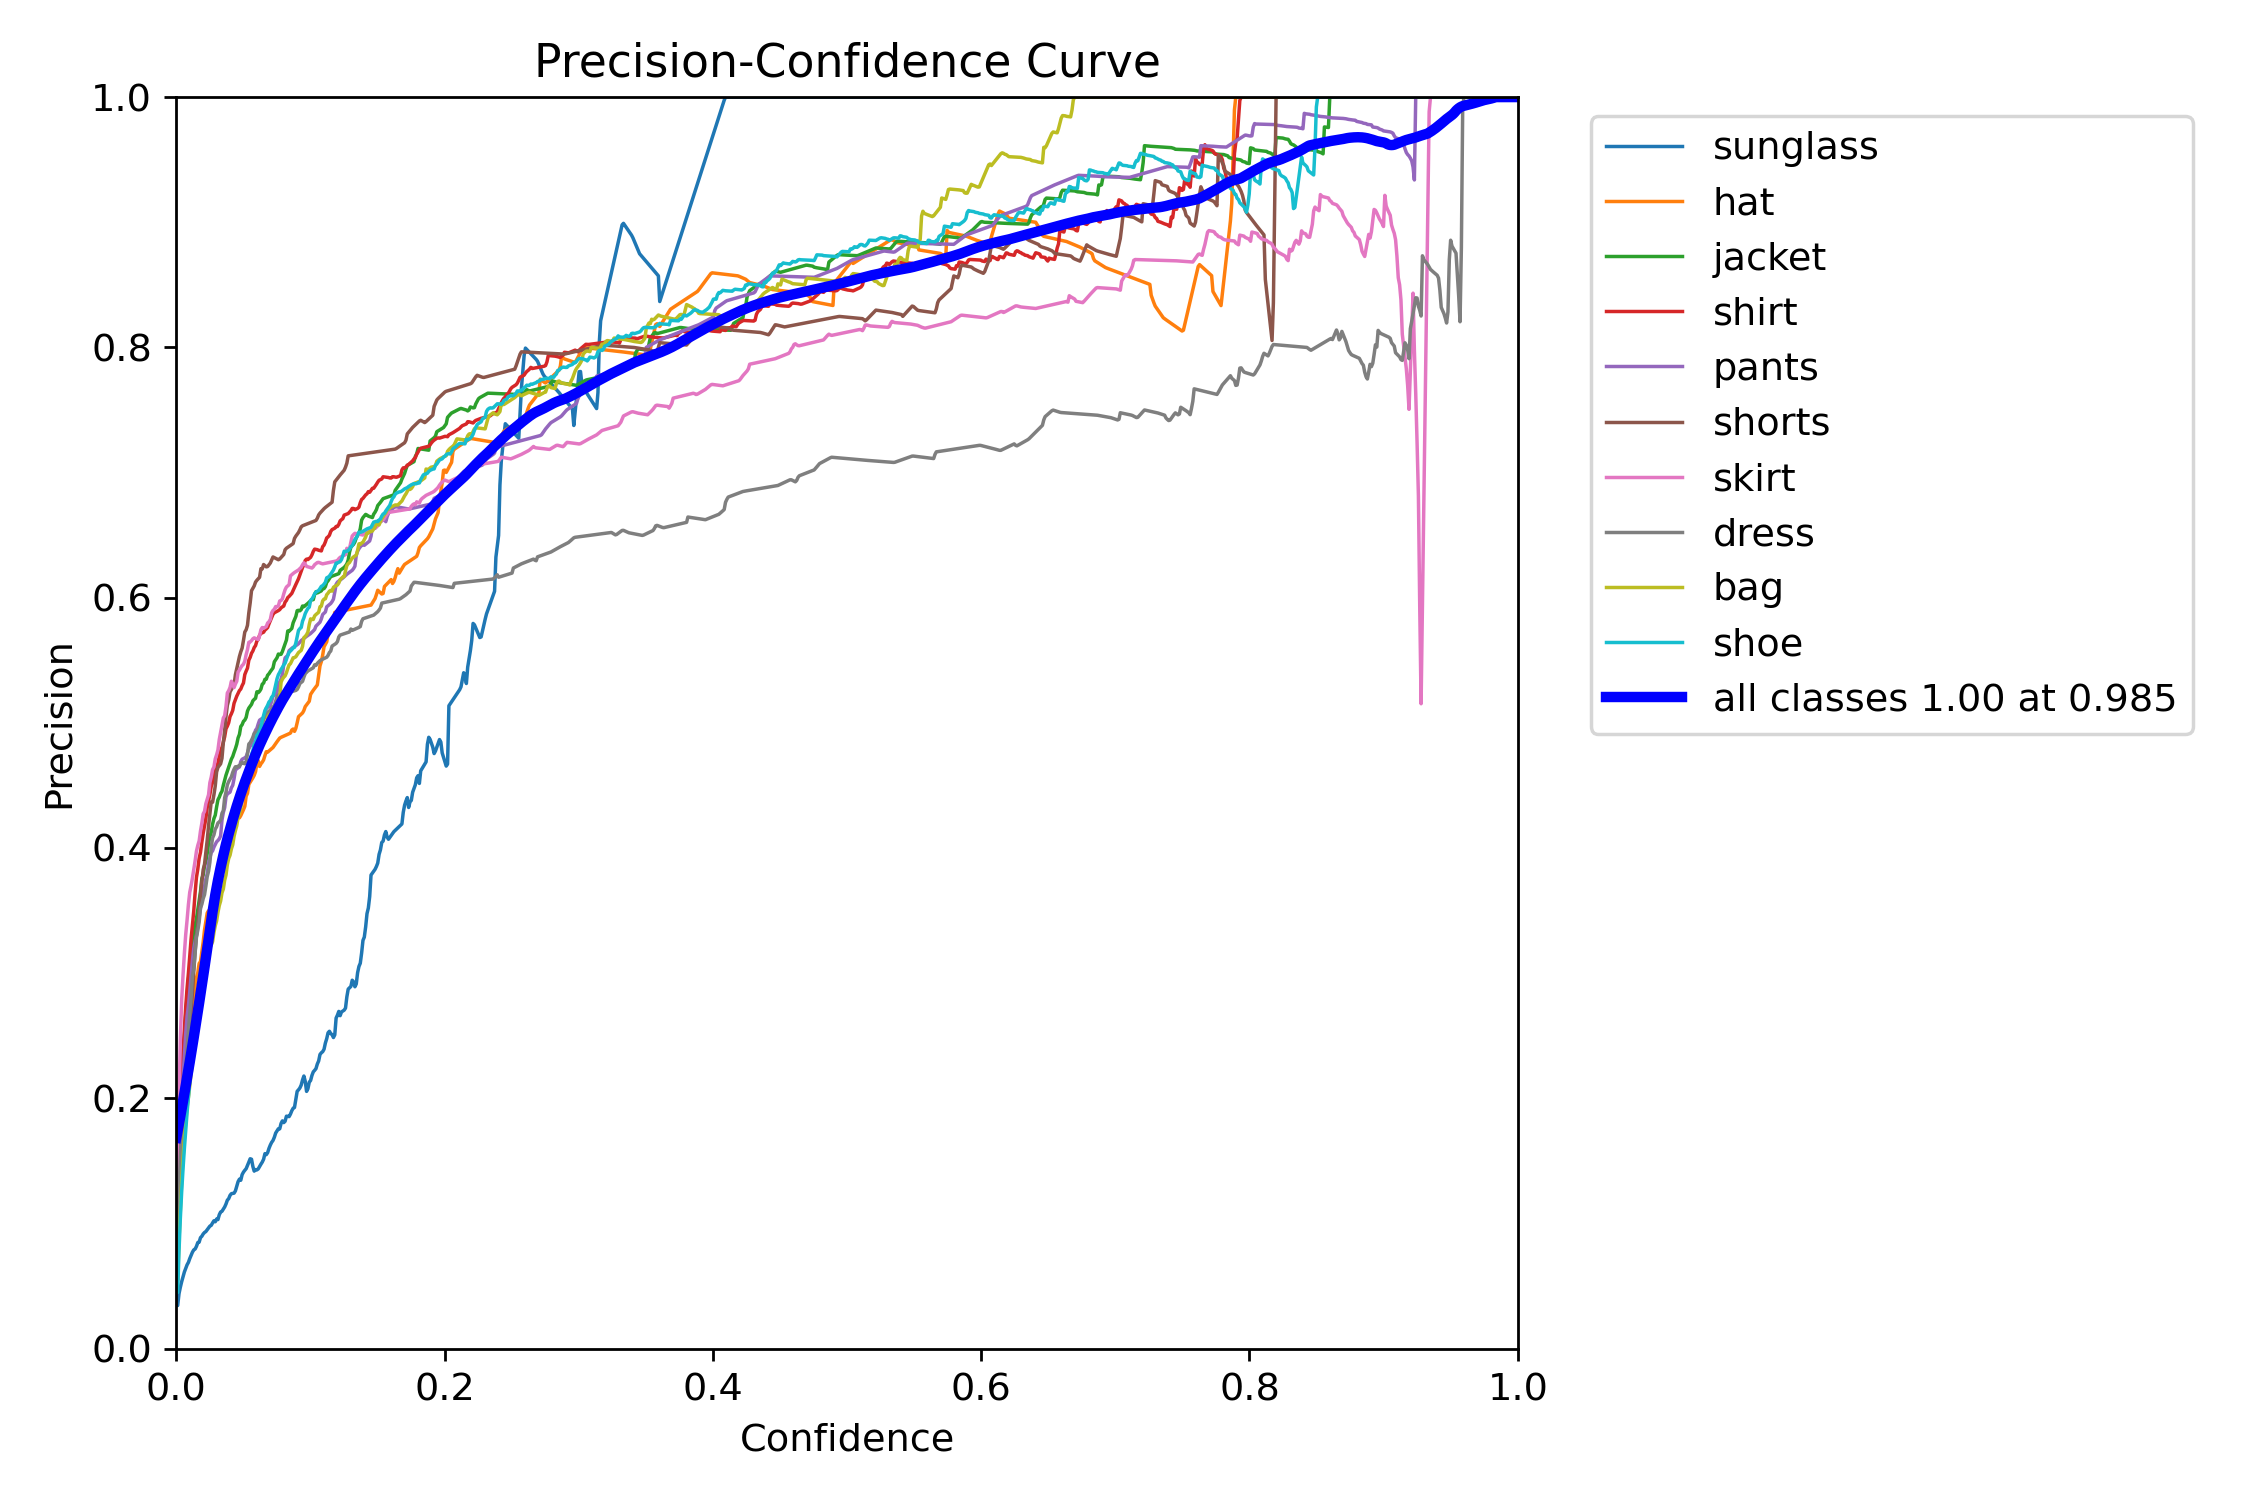 Precision-Confidence Curve
1.0
0.8
0.6
0.4
0.2
0.0
Precision
0.0 0.2 0.4 0.6 0.8 1.0
Confidence
sunglass
hat
jacket
shirt
pants
shorts
skirt
dress
bag
shoe
all classes 1.00 at 0.985